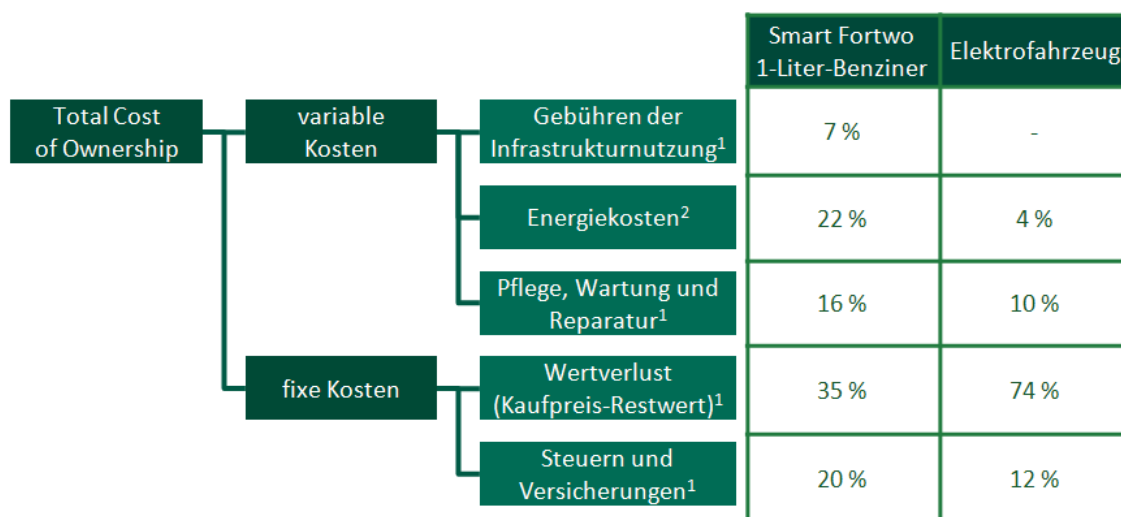 Smart Fortwo
1-Liter-Benziner
Elektrofahrzeug
Total Cost
of Ownership
variable
Kosten
Gebühren der
Infrastrukturnutzung¹
7 %
-
Energiekosten²
22 %
4 %
Pflege, Wartung und
Reparatur¹
16 %
10 %
fixe Kosten
Wertverlust
(Kaufpreis-Restwert)¹
35 %
74 %
Steuern und
Versicherungen¹
20 %
12 %